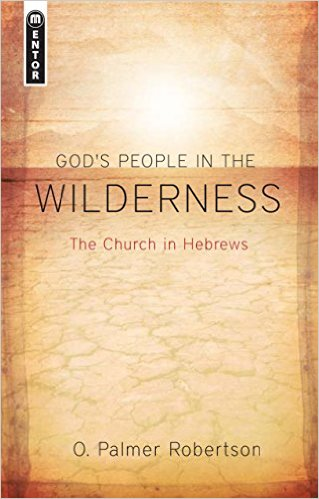 MENTOR
GOD'S PEOPLE IN THE
WILDERNESS
The Church in Hebrews
O. Palmer Robertson